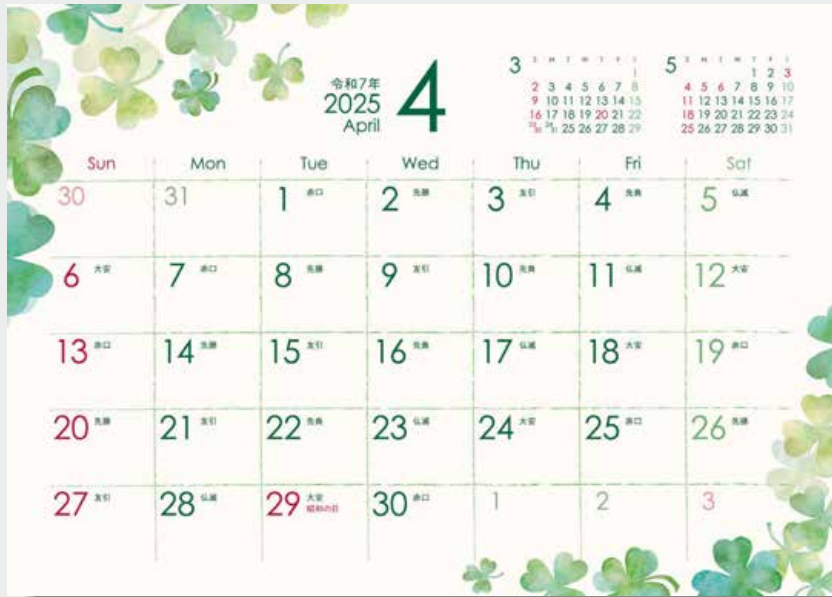 令和7年
2025
April
4
3
S M T W T F S
1
2 3 4 5 6 7 8
9 10 11 12 13 14 15
16 17 18 19 20 21 22
23/30 24/31 25 26 27 28 29
5
S M T W T F S
1 2 3
4 5 6 7 8 9 10
11 12 13 14 15 16 17
18 19 20 21 22 23 24
25 26 27 28 29 30 31
Sun Mon Tue Wed Thu Fri Sat
30 31 1 赤口 2 先勝 3 友引 4 先負 5 仏滅
6 大安 7 赤口 8 先勝 9 友引 10 先負 11 仏滅 12 大安
13 赤口 14 先勝 15 友引 16 先負 17 仏滅 18 大安 19 赤口
20 先勝 21 友引 22 先負 23 仏滅 24 大安 25 赤口 26 先勝
27 友引 28 仏滅 29 大安 30 赤口 1 2 3
昭和の日